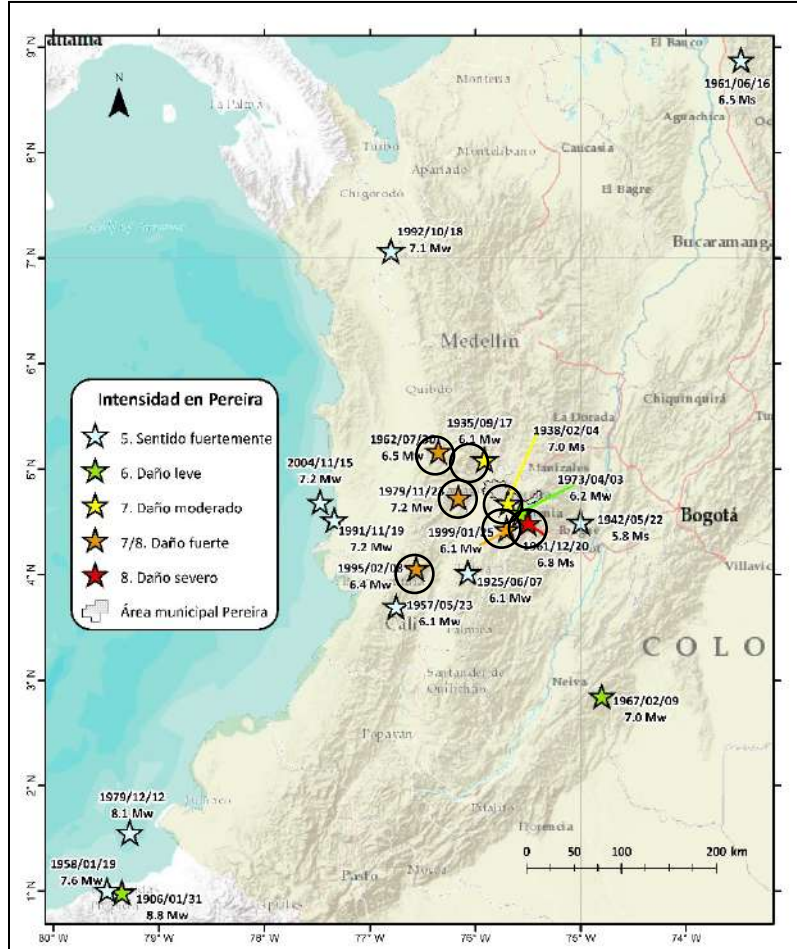 anama
El Banco
9°N
Montería
1961/06/16
6.5 Ms
N
La Palma
Aguachica
8°N
Turbo
Montelíbano
Caucasia
Apartadó
El Bagre
Chigorodó
1992/10/18
7.1 Mw
Bucaramanga
7°N
Medellín
6°N
Quibdó
Chiquinquirá
Intensidad en Pereira
5. Sentido fuertemente
6. Daño leve
7. Daño moderado
7/8. Daño fuerte
8. Daño severo
Área municipal Pereira
La Dorada
1935/09/17
6.1 Mw
1938/02/04
7.0 Ms
1962/07/30
6.5 Mw
5°N
Manizales
1973/04/03
6.2 Mw
2004/11/15
7.2 Mw
1979/11/23
7.2 Mw
1942/05/22
5.8 Ms
Bogotá
1991/11/19
7.2 Mw
1999/01/25
6.1 Mw
1961/12/20
6.8 Ms
4°N
1995/02/08
6.4 Mw
1925/06/07
6.1 Mw
Villavic
1957/05/23
6.1 Mw
Cali
Palmira
COLO
Santander de
Quilichao
3°N
Neiva
1967/02/09
7.0 Mw
Popayán
2°N
1979/12/12
8.1 Mw
Pitalito
Florencia
1958/01/19
7.6 Mw
0 50 100 200 km
Pasto
Mocoa
1°N
1906/01/31
8.8 Mw
80°W 79°W 78°W 77°W 76°W 75°W 74°W